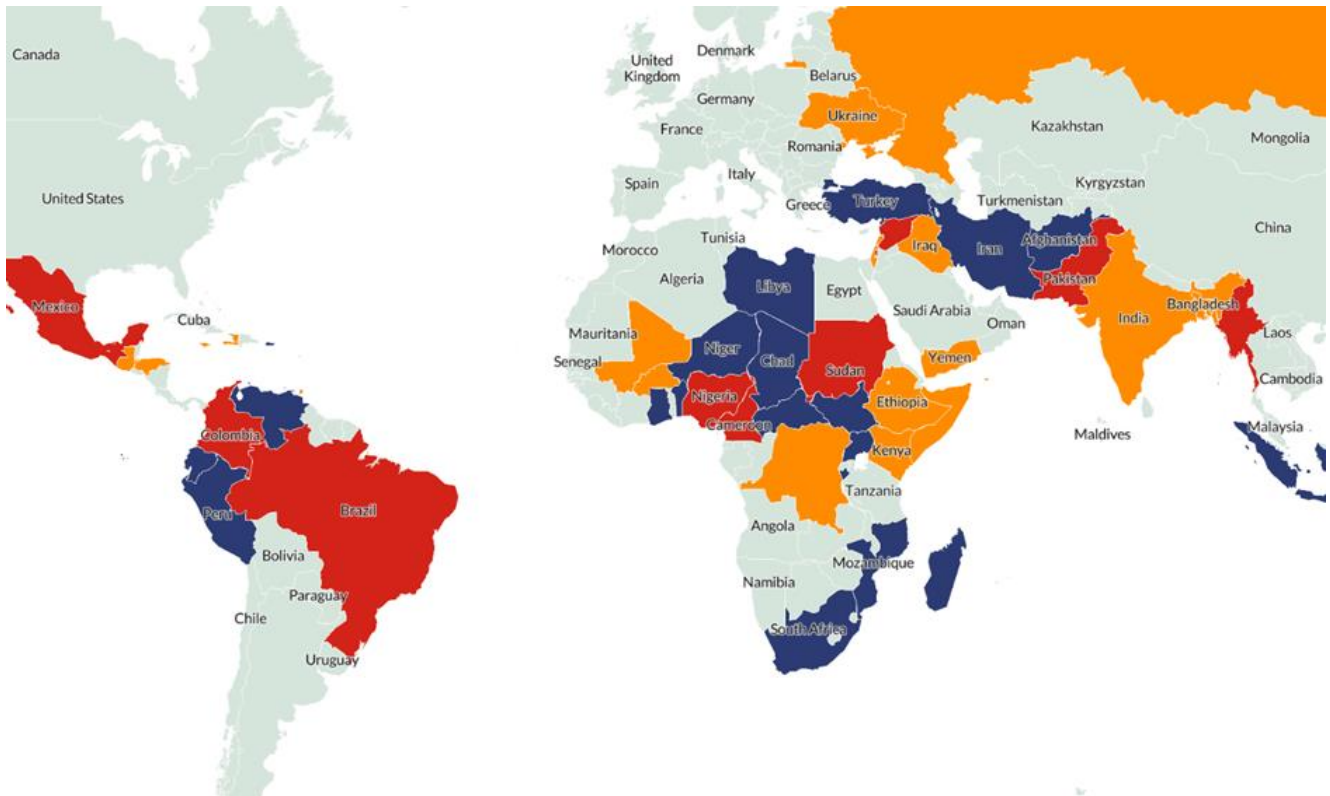 Canada
United States
Mexico
Cuba
Colombia
Peru
Brazil
Bolivia
Paraguay
Chile
Uruguay
United
Kingdom
Denmark
Belarus
Germany
Ukraine
France
Romania
Italy
Spain
Greece
Turkey
Kazakhstan
Mongolia
Kyrgyzstan
Turkmenistan
China
Morocco
Tunisia
Algeria
Libya
Egypt
Iraq
Iran
Afghanistan
Pakistan
Saudi Arabia
Oman
India
Bangladesh
Laos
Cambodia
Malaysia
Maldives
Mauritania
Senegal
Niger
Chad
Sudan
Yemen
Nigeria
Cameroon
Ethiopia
Kenya
Tanzania
Angola
Mozambique
Namibia
South Africa